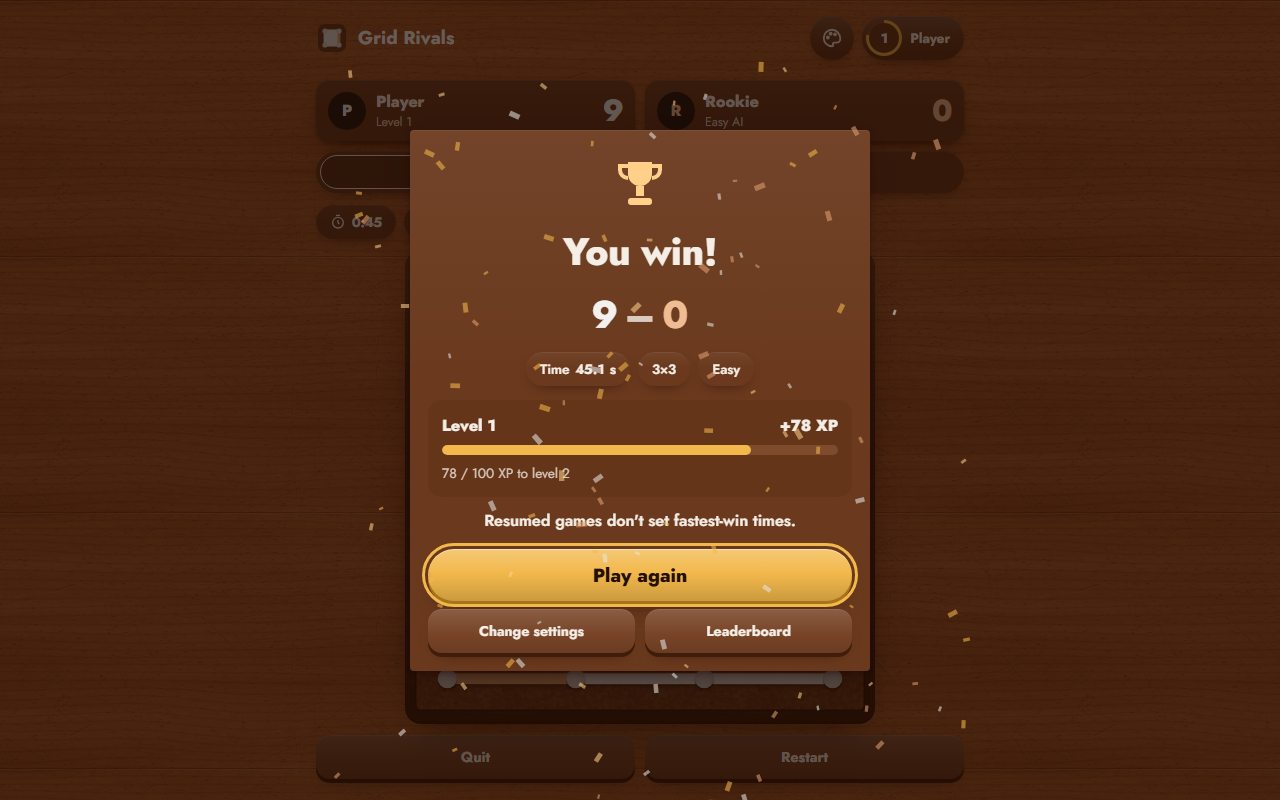 Grid Rivals
1 Player
P Player 9
Level 1
R Rookie 0
Easy AI
0:45
You win!
9 – 0
Time 45.1 s 3×3 Easy
Level 1 +78 XP
78 / 100 XP to level 2
Resumed games don't set fastest-win times.
Play again
Change settings Leaderboard
Quit Restart